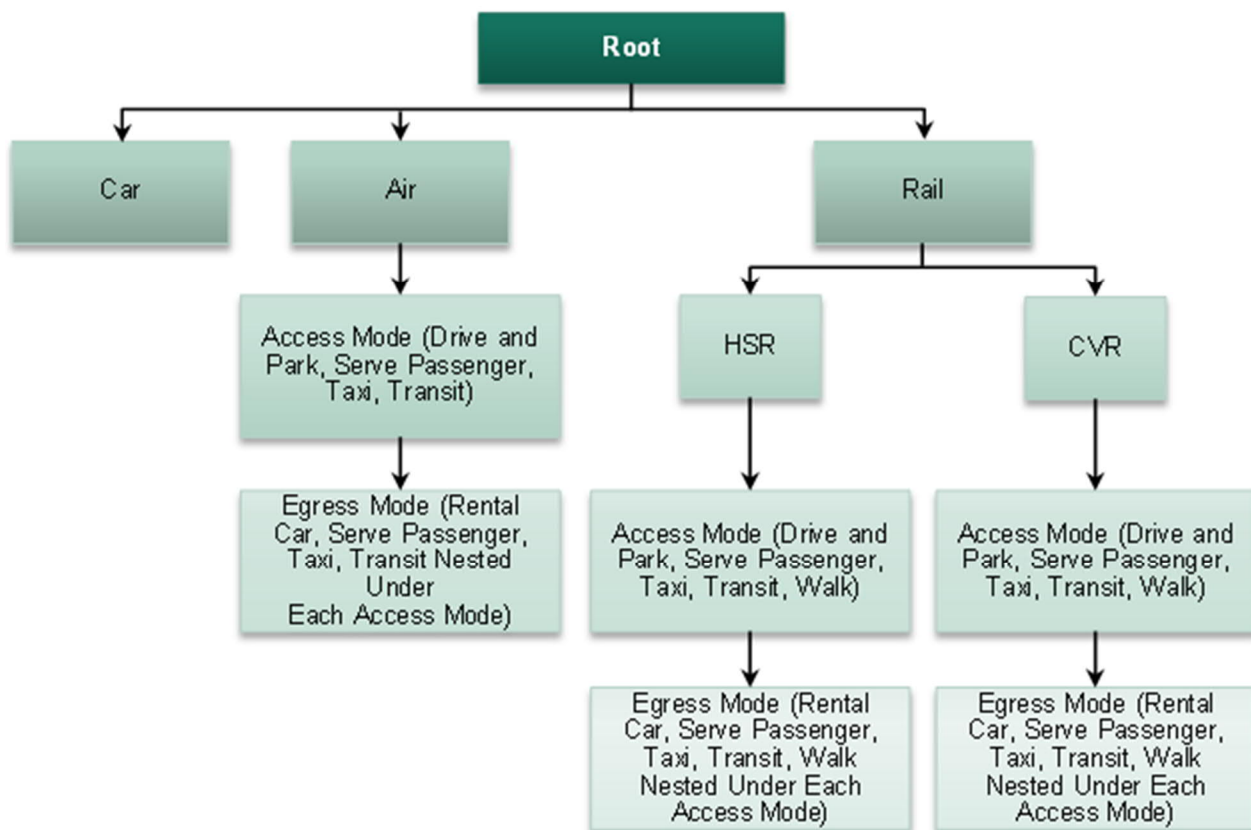 Root
Car
Air
Rail
Access Mode (Drive and
Park, Serve Passenger,
Taxi, Transit)
HSR
CVR
Egress Mode (Rental
Car, Serve Passenger,
Taxi, Transit Nested
Under
Each Access Mode)
Access Mode (Drive and
Park, Serve Passenger,
Taxi, Transit, Walk)
Access Mode (Drive and
Park, Serve Passenger,
Taxi, Transit, Walk)
Egress Mode (Rental
Car, Serve Passenger,
Taxi, Transit, Walk
Nested Under Each
Access Mode)
Egress Mode (Rental
Car, Serve Passenger,
Taxi, Transit, Walk
Nested Under Each
Access Mode)